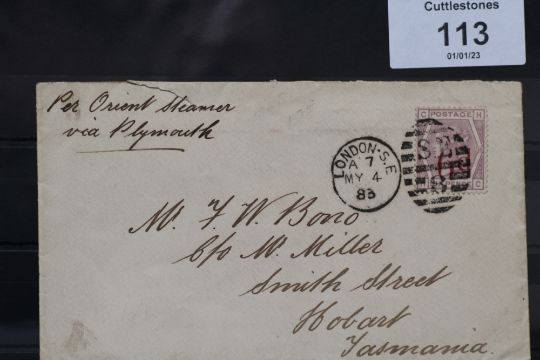 Cuttlestones
113
01/01/23
Per Orient Steamer
via Plymouth
LONDON · S.E
A 7
MY 4
83
C POSTAGE H
S.E
C
Mr. F. W. Bono
C/o Mr. Miller
Smith Street
Hobart
Tasmania.